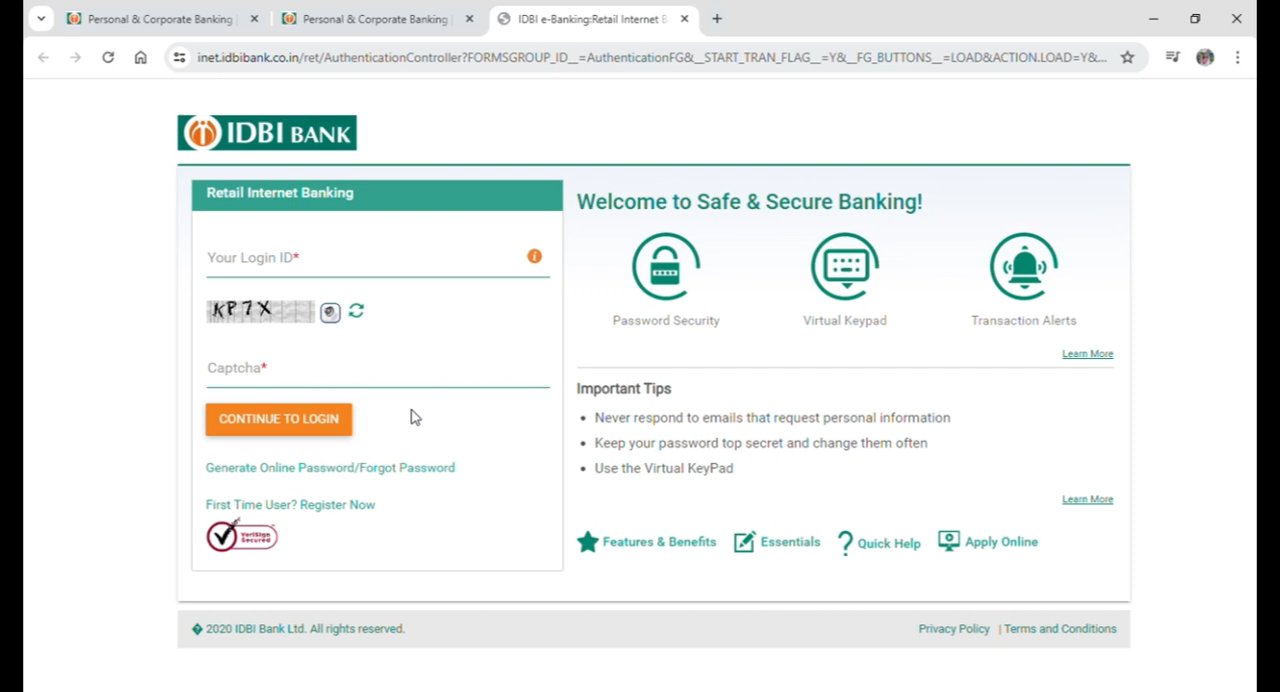 Personal & Corporate Banking
Personal & Corporate Banking
IDBI e-Banking:Retail Internet B
inet.idbibank.co.in/ret/AuthenticationController?FORMSGROUP_ID__=AuthenticationFG&__START_TRAN_FLAG__=Y&__FG_BUTTONS__=LOAD&ACTION.LOAD=Y&...
IDBI BANK
Retail Internet Banking
Your Login ID*
KP7X
Captcha*
CONTINUE TO LOGIN
Generate Online Password/Forgot Password
First Time User? Register Now
VeriSign
Secured
Welcome to Safe & Secure Banking!
Password Security
Virtual Keypad
Transaction Alerts
Learn More
Important Tips
• Never respond to emails that request personal information
• Keep your password top secret and change them often
• Use the Virtual KeyPad
Learn More
Features & Benefits
Essentials
Quick Help
Apply Online
2020 IDBI Bank Ltd. All rights reserved.
Privacy Policy | Terms and Conditions